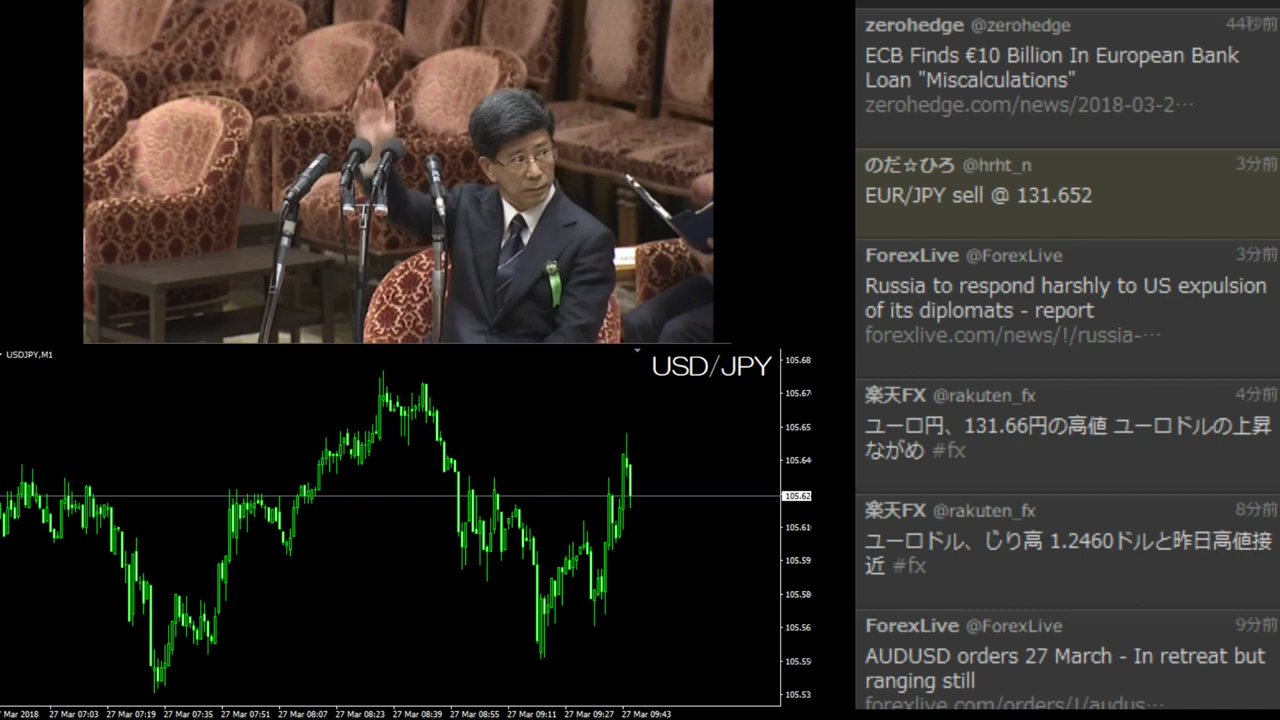 zerohedge @zerohedge 44秒前
ECB Finds €10 Billion In European Bank
Loan "Miscalculations"
zerohedge.com/news/2018-03-2…
のだ☆ひろ @hrht_n 3分前
EUR/JPY sell @ 131.652
ForexLive @ForexLive 3分前
Russia to respond harshly to US expulsion
of its diplomats - report
forexlive.com/news/!/russia-…
楽天FX @rakuten_fx 4分前
ユーロ円、131.66円の高値 ユーロドルの上昇
ながめ #fx
楽天FX @rakuten_fx 8分前
ユーロドル、じり高 1.2460ドルと昨日高値接
近 #fx
ForexLive @ForexLive 9分前
AUDUSD orders 27 March - In retreat but
ranging still
forexlive.com/orders/!/audus…
USDJPY,M1
USD/JPY
105.68
105.67
105.65
105.64
105.62
105.61
105.59
105.58
105.56
105.55
105.53
Mar 2018 27 Mar 07:03 27 Mar 07:19 27 Mar 07:35 27 Mar 07:51 27 Mar 08:07 27 Mar 08:23 27 Mar 08:39 27 Mar 08:55 27 Mar 09:11 27 Mar 09:27 27 Mar 09:43